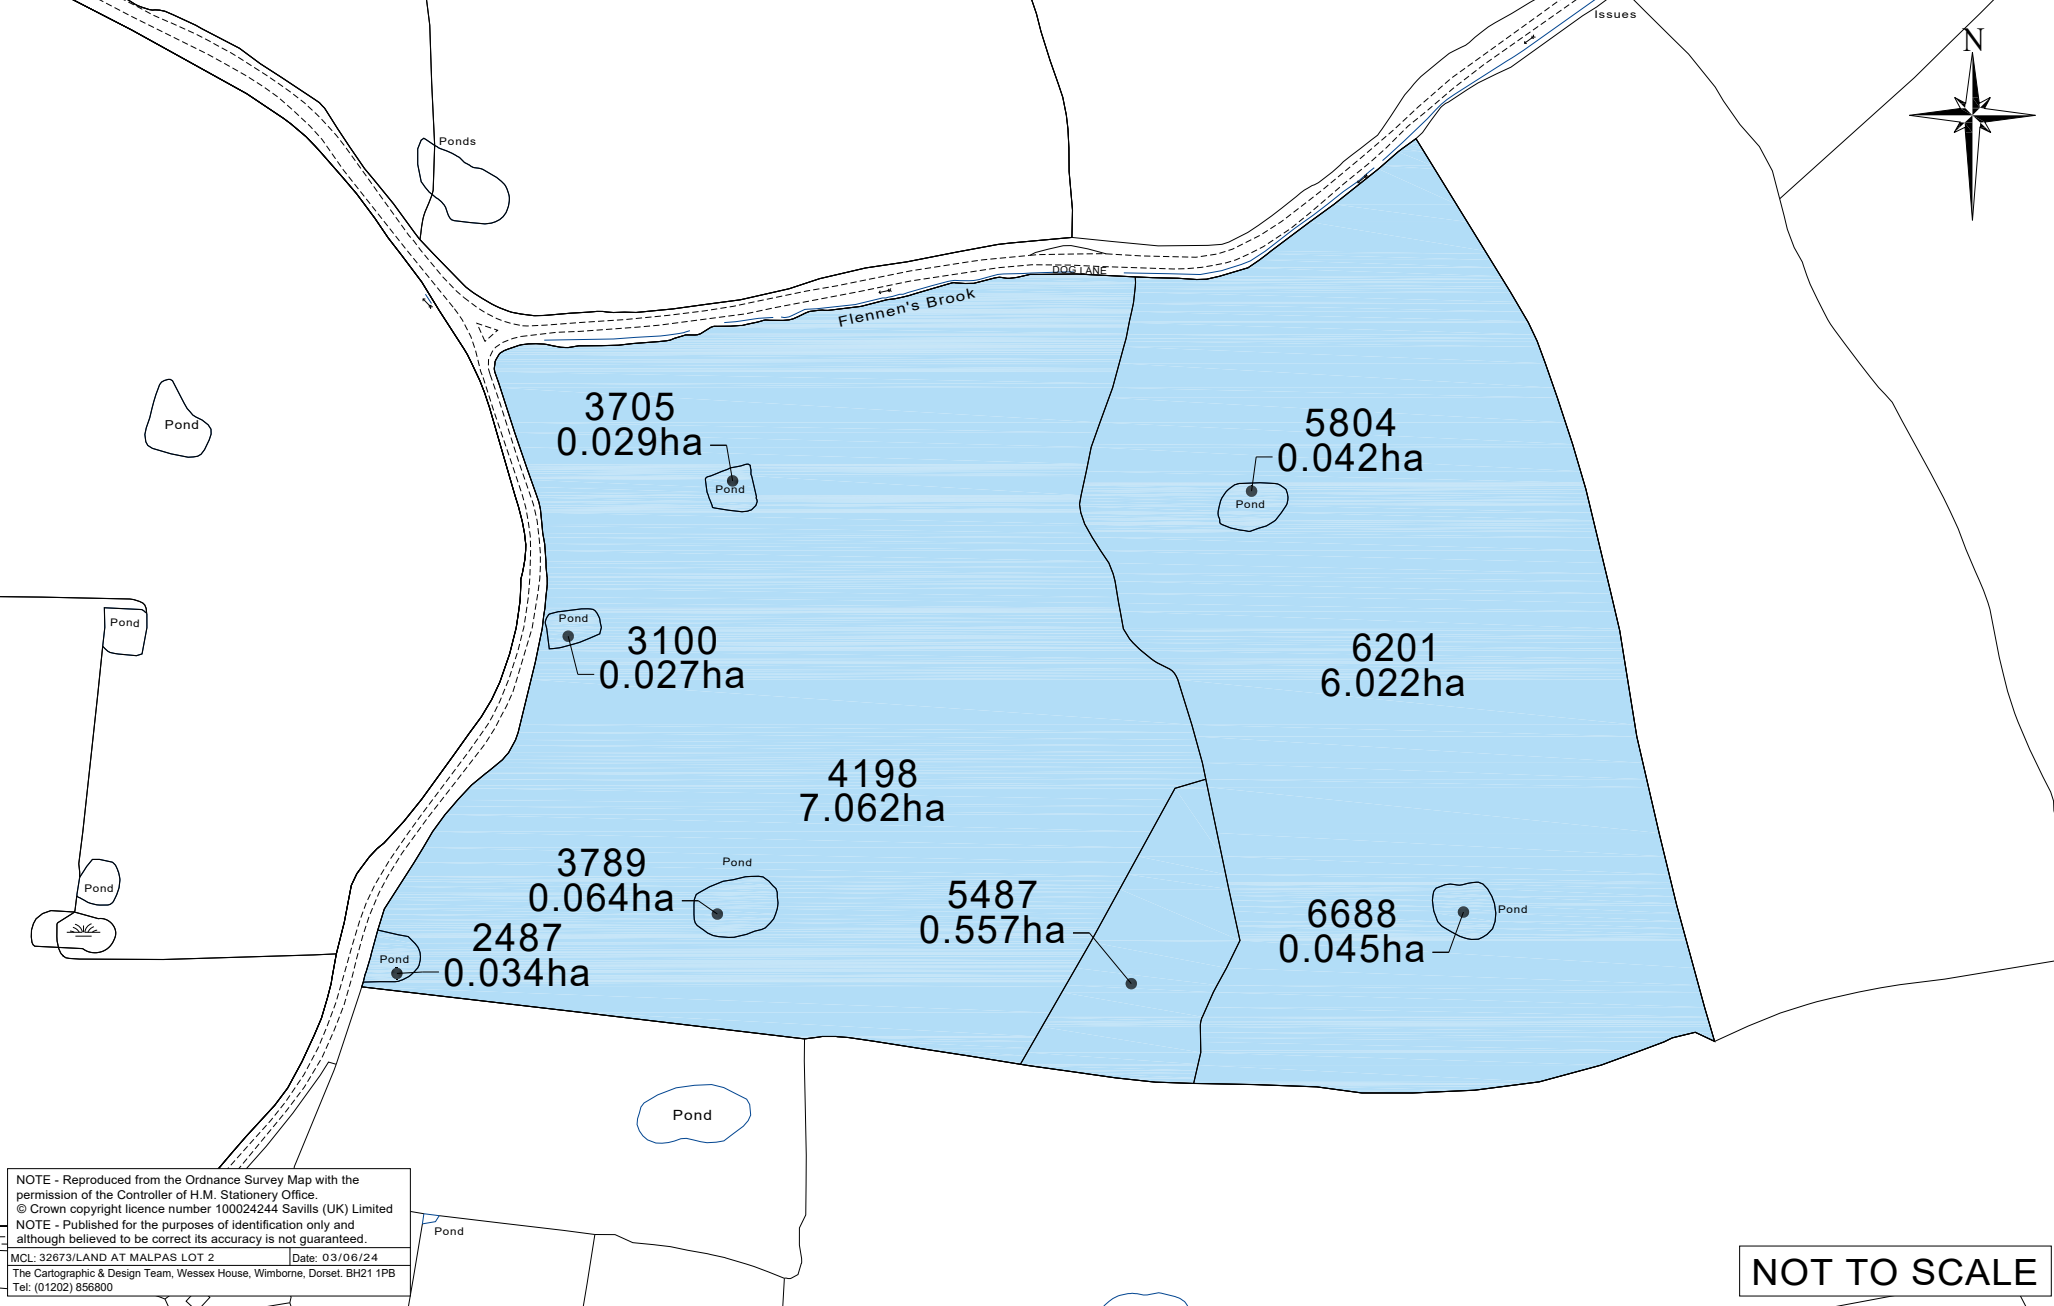 Issues
N
Ponds
DOG LANE
Flennen's Brook
3705
0.029ha
Pond
5804
0.042ha
Pond
Pond
Pond
3100
0.027ha
Pond
6201
6.022ha
4198
7.062ha
3789
0.064ha
Pond
5487
0.557ha
6688
0.045ha
Pond
Pond
2487
0.034ha
Pond
Pond
Pond
NOTE - Reproduced from the Ordnance Survey Map with the
permission of the Controller of H.M. Stationery Office.
© Crown copyright licence number 100024244 Savills (UK) Limited
NOTE - Published for the purposes of identification only and
although believed to be correct its accuracy is not guaranteed.
MCL: 32673/LAND AT MALPAS LOT 2 Date: 03/06/24
The Cartographic & Design Team, Wessex House, Wimborne, Dorset. BH21 1PB
Tel: (01202) 856800
NOT TO SCALE